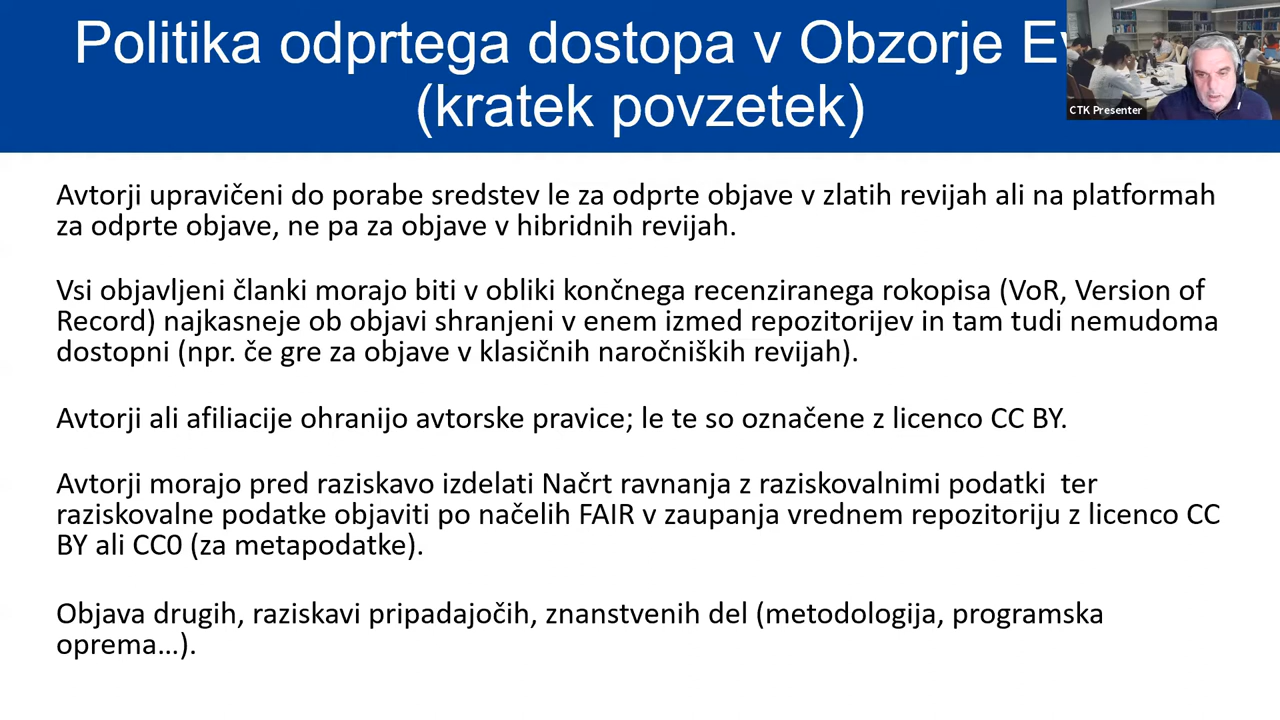 Politika odprtega dostopa v Obzorje
(kratek povzetek)
CTK Presenter
Avtorji upravičeni do porabe sredstev le za odprte objave v zlatih revijah ali na platformah
za odprte objave, ne pa za objave v hibridnih revijah.
Vsi objavljeni članki morajo biti v obliki končnega recenziranega rokopisa (VoR, Version of
Record) najkasneje ob objavi shranjeni v enem izmed repozitorijev in tam tudi nemudoma
dostopni (npr. če gre za objave v klasičnih naročniških revijah).
Avtorji ali afiliacije ohranijo avtorske pravice; le te so označene z licenco CC BY.
Avtorji morajo pred raziskavo izdelati Načrt ravnanja z raziskovalnimi podatki  ter
raziskovalne podatke objaviti po načelih FAIR v zaupanja vrednem repozitoriju z licenco CC
BY ali CC0 (za metapodatke).
Objava drugih, raziskavi pripadajočih, znanstvenih del (metodologija, programska
oprema…).